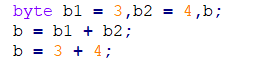 byte b1 = 3,b2 = 4,b;
b = b1 + b2;
b = 3 + 4;